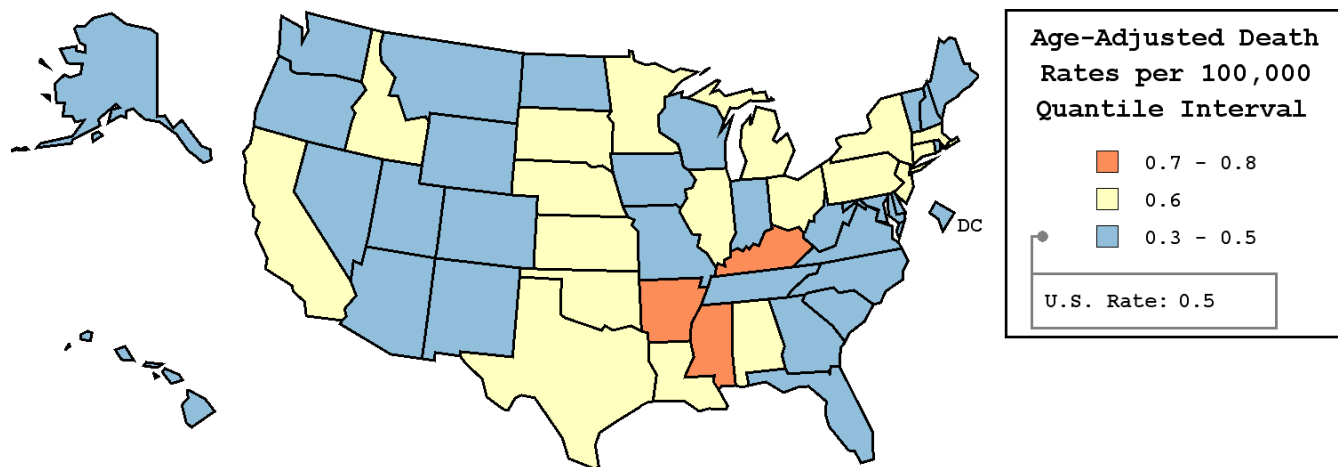 Age-Adjusted Death
Rates per 100,000
Quantile Interval
0.7 - 0.8
0.6
0.3 - 0.5
DC
U.S. Rate: 0.5